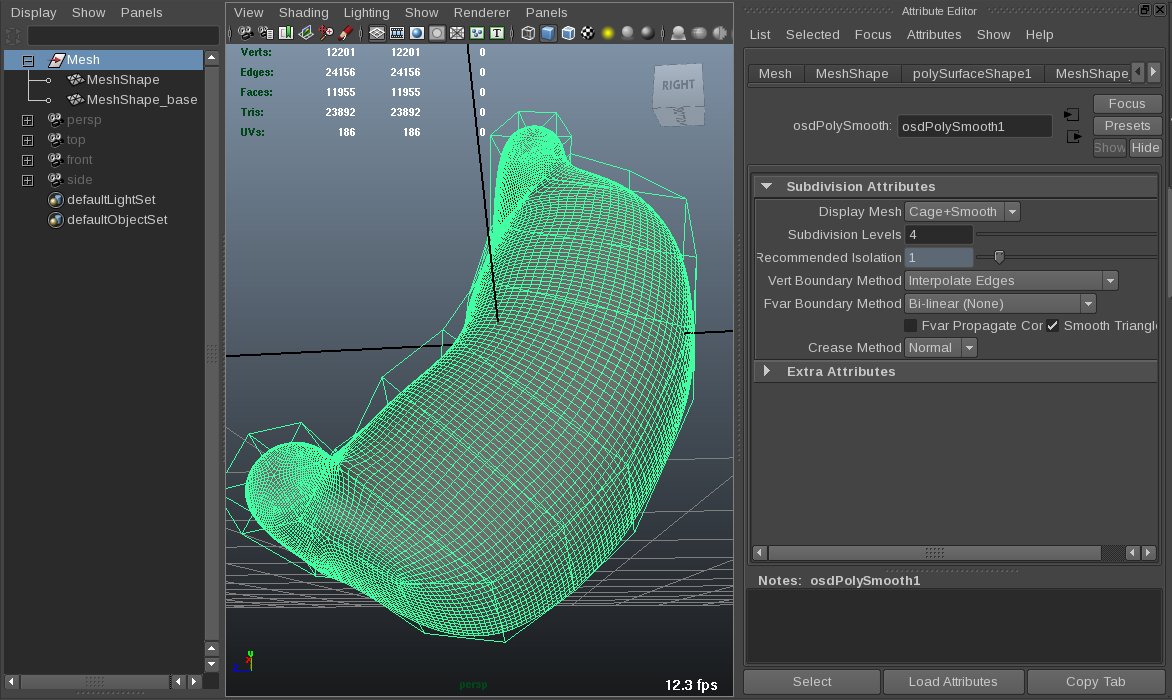 Display Show Panels
Mesh
MeshShape
MeshShape_base
persp
top
front
side
defaultLightSet
defaultObjectSet
View Shading Lighting Show Renderer Panels
Verts: 12201 12201 0
Edges: 24156 24156 0
Faces: 11955 11955 0
Tris: 23892 23892 0
UVs: 186 186 0
RIGHT
y
persp
12.3 fps
Attribute Editor
List Selected Focus Attributes Show Help
Mesh MeshShape polySurfaceShape1 MeshShape
Focus
osdPolySmooth: osdPolySmooth1
Presets
Show Hide
Subdivision Attributes
Display Mesh Cage+Smooth
Subdivision Levels 4
Recommended Isolation 1
Vert Boundary Method Interpolate Edges
Fvar Boundary Method Bi-linear (None)
Fvar Propagate Cor Smooth Triangl
Crease Method Normal
Extra Attributes
Notes: osdPolySmooth1
Select Load Attributes Copy Tab